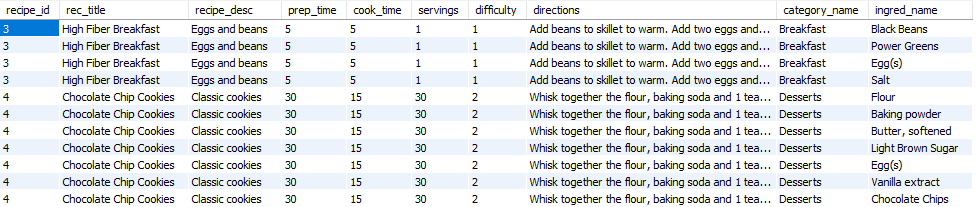 recipe_id rec_title recipe_desc prep_time cook_time servings difficulty directions category_name ingred_name
3 High Fiber Breakfast Eggs and beans 5 5 1 1 Add beans to skillet to warm. Add two eggs and... Breakfast Black Beans
3 High Fiber Breakfast Eggs and beans 5 5 1 1 Add beans to skillet to warm. Add two eggs and... Breakfast Power Greens
3 High Fiber Breakfast Eggs and beans 5 5 1 1 Add beans to skillet to warm. Add two eggs and... Breakfast Egg(s)
3 High Fiber Breakfast Eggs and beans 5 5 1 1 Add beans to skillet to warm. Add two eggs and... Breakfast Salt
4 Chocolate Chip Cookies Classic cookies 30 15 30 2 Whisk together the flour, baking soda and 1 tea... Desserts Flour
4 Chocolate Chip Cookies Classic cookies 30 15 30 2 Whisk together the flour, baking soda and 1 tea... Desserts Baking powder
4 Chocolate Chip Cookies Classic cookies 30 15 30 2 Whisk together the flour, baking soda and 1 tea... Desserts Butter, softened
4 Chocolate Chip Cookies Classic cookies 30 15 30 2 Whisk together the flour, baking soda and 1 tea... Desserts Light Brown Sugar
4 Chocolate Chip Cookies Classic cookies 30 15 30 2 Whisk together the flour, baking soda and 1 tea... Desserts Egg(s)
4 Chocolate Chip Cookies Classic cookies 30 15 30 2 Whisk together the flour, baking soda and 1 tea... Desserts Vanilla extract
4 Chocolate Chip Cookies Classic cookies 30 15 30 2 Whisk together the flour, baking soda and 1 tea... Desserts Chocolate Chips